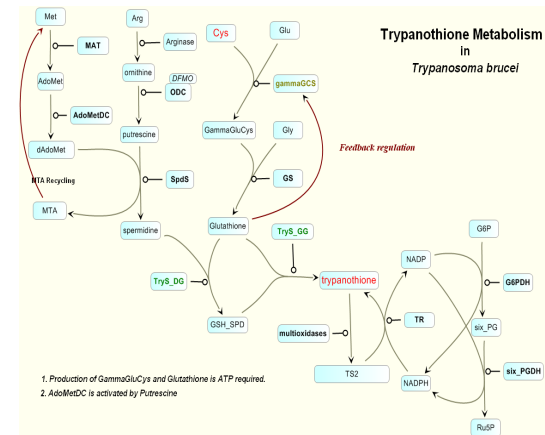 Trypanothione Metabolism
in
Trypanosoma brucei
Met
Arg
Cys
Glu
MAT
Arginase
gammaGCS
AdoMet
ornithine
DFMO
ODC
AdoMetDC
putrescine
GammaGluCys
Gly
Feedback regulation
dAdoMet
MTA Recycling
SpdS
GS
MTA
spermidine
Glutathione
TryS_GG
G6P
NADP
TryS_DG
trypanothione
G6PDH
GSH_SPD
multioxidases
TR
six_PG
TS2
NADPH
six_PGDH
1. Production of GammaGluCys and Glutathione is ATP required.
2. AdoMetDC is activated by Putrescine
Ru5P